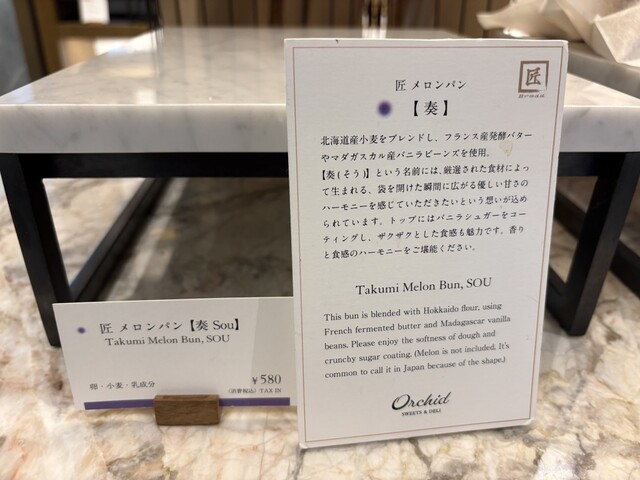 匠 メロンパン
【奏】
匠
北海道産小麦をブレンドし、フランス産発酵バター
やマダガスカル産バニラビーンズを使用。
【奏(そう)】という名前には、厳選された食材によっ
て生まれる、袋を開けた瞬間に広がる優しい甘さの
ハーモニーを感じていただきたいという想いが込め
られています。トップにはバニラシュガーをコー
ティングし、ザクザクとした食感も魅力です。香り
と食感のハーモニーをご堪能ください。
Takumi Melon Bun, SOU
This bun is blended with Hokkaido flour, using
French fermented butter and Madagascar vanilla
beans. Please enjoy the softness of dough and
crunchy sugar coating. (Melon is not included. It's
common to call it in Japan because of the shape.)
Orchid
SWEETS & DELI
匠 メロンパン【奏 Sou】
Takumi Melon Bun, SOU
¥580
卵・小麦・乳成分
(消費税込) TAX IN